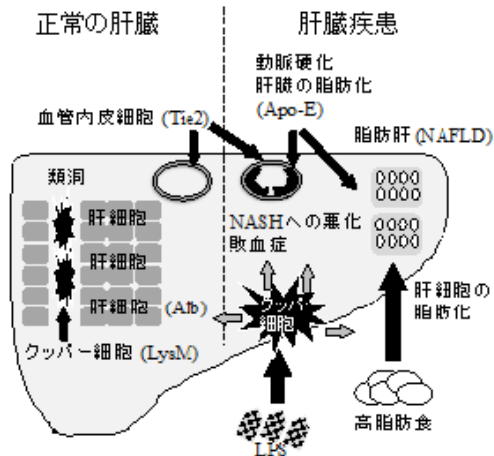 正常の肝臓
肝臓疾患
動脈硬化
肝臓の脂肪化
(Apo-E)
血管内皮細胞 (Tie2)
脂肪肝 (NAFLD)
類洞
肝細胞
肝細胞
肝細胞 (Alb)
クッパー細胞 (LysM)
NASHへの悪化
敗血症
クッパー
細胞
肝細胞の
脂肪化
高脂肪食
LPS